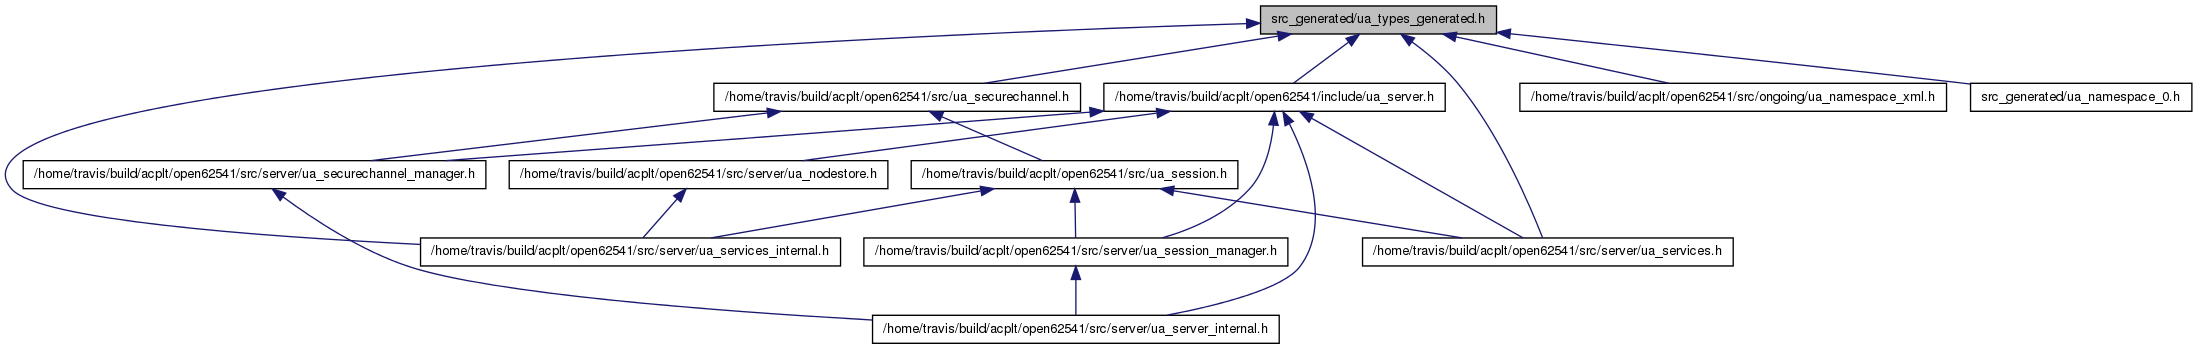 src_generated/ua_types_generated.h
/home/travis/build/acplt/open62541/src/ua_securechannel.h
/home/travis/build/acplt/open62541/include/ua_server.h
/home/travis/build/acplt/open62541/src/ongoing/ua_namespace_xml.h
src_generated/ua_namespace_0.h
/home/travis/build/acplt/open62541/src/server/ua_securechannel_manager.h
/home/travis/build/acplt/open62541/src/server/ua_nodestore.h
/home/travis/build/acplt/open62541/src/ua_session.h
/home/travis/build/acplt/open62541/src/server/ua_services_internal.h
/home/travis/build/acplt/open62541/src/server/ua_session_manager.h
/home/travis/build/acplt/open62541/src/server/ua_services.h
/home/travis/build/acplt/open62541/src/server/ua_server_internal.h